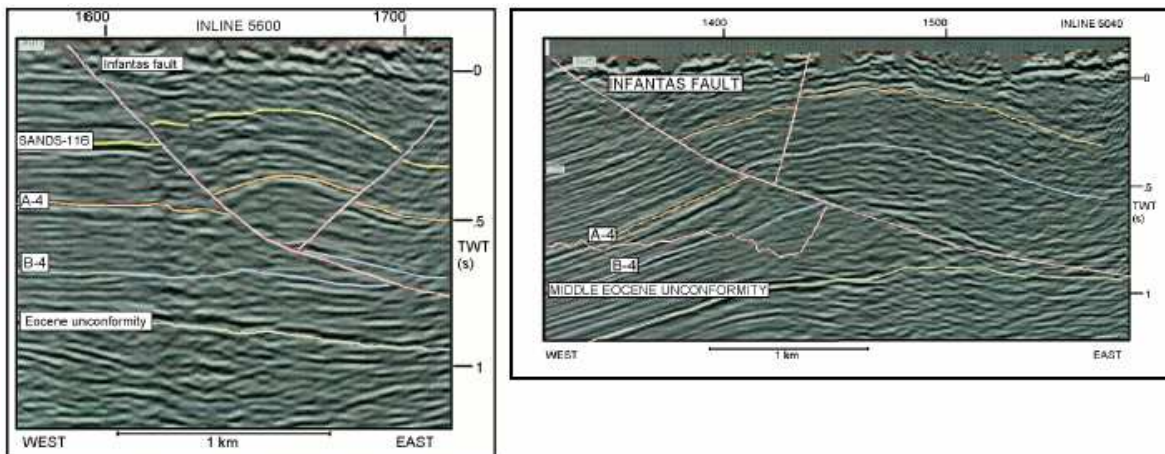 1600 INLINE 5600 1700
Infantas fault
0
SANDS-116
A-4
.5
TWT
(s)
B-4
Eocene unconformity
1
WEST 1 km EAST
1400 1500 INLINE 5040
0
INFANTAS FAULT
.5
TWT
(s)
A-4
B-4
MIDDLE EOCENE UNCONFORMITY
1
WEST 1 km EAST